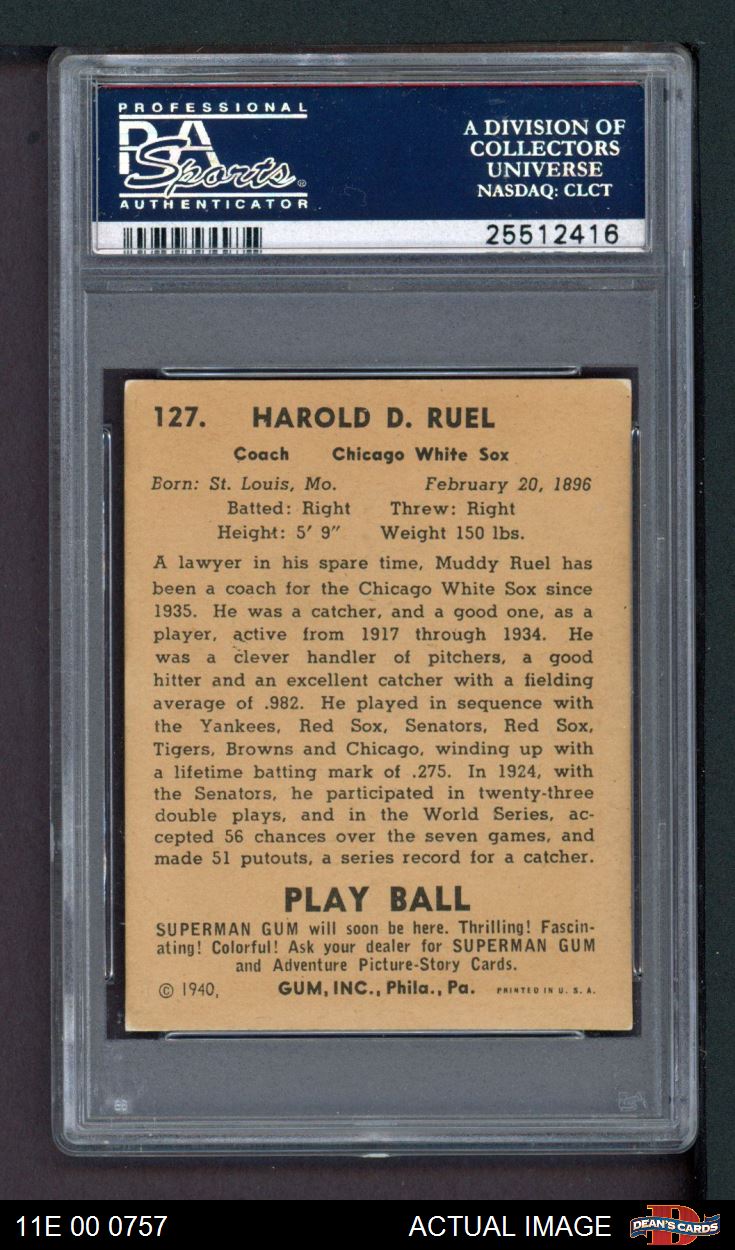 PROFESSIONAL
PSA
Sports®
AUTHENTICATOR
A DIVISION OF
COLLECTORS
UNIVERSE
NASDAQ: CLCT
25512416
127. HAROLD D. RUEL
Coach Chicago White Sox
Born: St. Louis, Mo. February 20, 1896
Batted: Right Threw: Right
Height: 5′ 9″ Weight 150 lbs.
A lawyer in his spare time, Muddy Ruel has
been a coach for the Chicago White Sox since
1935. He was a catcher, and a good one, as a
player, active from 1917 through 1934. He
was a clever handler of pitchers, a good
hitter and an excellent catcher with a fielding
average of .982. He played in sequence with
the Yankees, Red Sox, Senators, Red Sox,
Tigers, Browns and Chicago, winding up with
a lifetime batting mark of .275. In 1924, with
the Senators, he participated in twenty-three
double plays, and in the World Series, ac-
cepted 56 chances over the seven games, and
made 51 putouts, a series record for a catcher.
PLAY BALL
SUPERMAN GUM will soon be here. Thrilling! Fascin-
ating! Colorful! Ask your dealer for SUPERMAN GUM
and Adventure Picture-Story Cards.
© 1940, GUM, INC., Phila., Pa. PRINTED IN U. S. A.
11E 00 0757 ACTUAL IMAGE DEAN'S CARDS